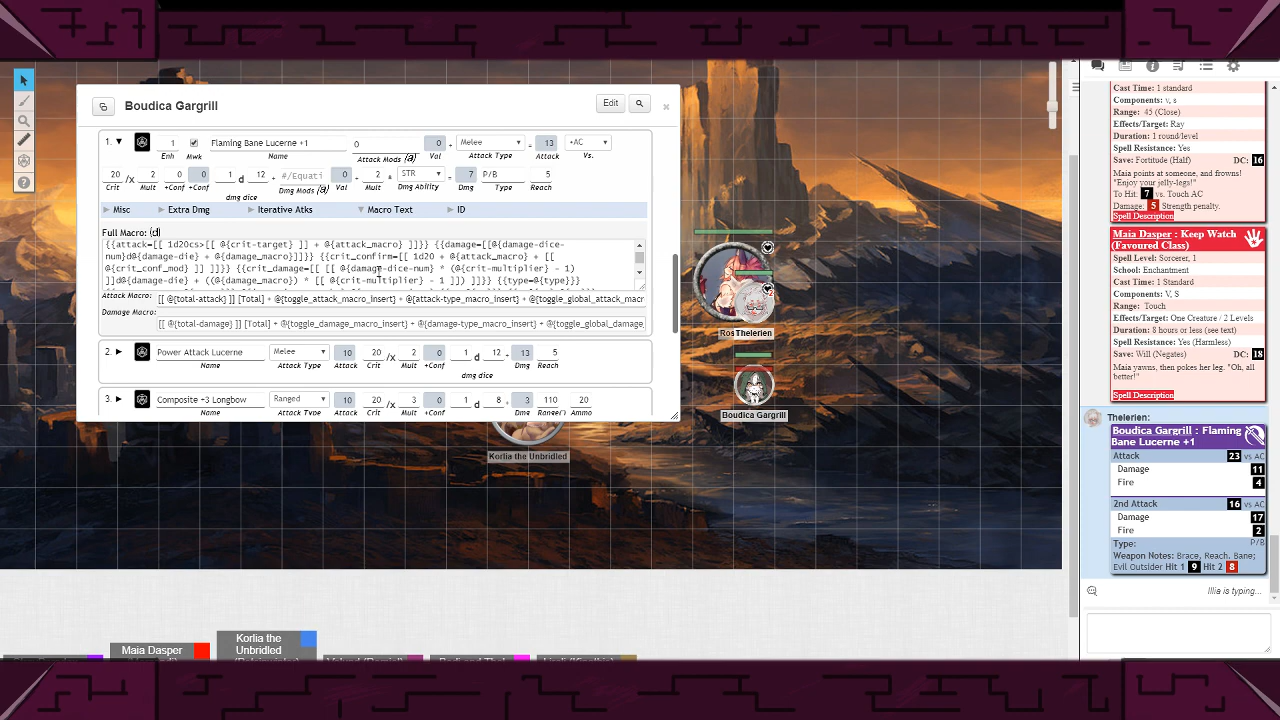 Boudica Gargrill
Edit
1.
1
Enh
Mwk
Flaming Bane Lucerne +1
Name
0
Attack Mods (a)
0
Val
Melee
Attack Type
= 13
Attack
+AC
Vs.
20
Crit
/x
2
Mult
0
+Conf
0
+Conf
1 d 12
dmg dice
+ #/Equati
Dmg Mods (a)
0
Val
2
Mult
STR
Dmg Ability
= 7
Dmg
P/B
Type
5
Reach
Misc
Extra Dmg
Iterative Atks
Macro Text
ID
Full Macro: (d)
{{attack=[[ 1d20cs>[[ @{crit-target} ]] + @{attack_macro} ]]}} {{damage=[[@{damage-dice-
num}d@{damage-die} + @{damage_macro}]]}} {{crit_confirm=[[ 1d20 + @{attack_macro} + [[
@{crit_conf_mod} ]] ]]}} {{crit_damage=[[ [[ @{damage-dice-num} * (@{crit-multiplier} - 1)
]]d@{damage-die} + ((@{damage_macro}) * [[ @{crit-multiplier} - 1 ]]) ]]}} {{type=@{type}}}
Attack Macro:
[[ @{total-attack} ]] [Total] + @{toggle_attack_macro_insert} + @{attack-type_macro_insert} + @{toggle_global_attack_macr
Damage Macro:
[[ @{total-damage} ]] [Total] + @{toggle_damage_macro_insert} + @{damage-type_macro_insert} + @{toggle_global_damage_
2.
Power Attack Lucerne
Name
Melee
Attack Type
10
Attack
20
Crit
/X
2
Mult
0
+Conf
1 d 12 + 13
dmg dice
Dmg
5
Reach
3.
Composite +3 Longbow
Name
Ranged
Attack Type
10
Attack
20
Crit
/X
3
Mult
0
+Conf
1 d 8 + 3
Dmg
110
Range()
20
Ammo
Thelerien
Boudica Gargrill
Korlia the Unbridled
Maia Dasper
Korlia the
Unbridled
Cast Time: 1 standard
Components: v, s
Range: 45 (Close)
Effects/Target: Ray
Duration: 1 round/level
Spell Resistance: Yes
Save: Fortitude (Half) DC: 16
Maia points at someone, and frowns!
"Enjoy your jelly-legs!"
To Hit: 7 vs. Touch AC
Damage: 5 Strength penalty.
Spell Description
Maia Dasper : Keep Watch
(Favoured Class)
Spell Level: Sorcerer, 1
School: Enchantment
Cast Time: 1 Standard
Components: V, S
Range: Touch
Effects/Target: One Creature / 2 Levels
Duration: 8 hours or less (see text)
Spell Resistance: Yes (Harmless)
Save: Will (Negates) DC: 18
Maia yawns, then pokes her leg. "Oh, all
better!"
Spell Description
Thelerien:
Boudica Gargrill : Flaming
Bane Lucerne +1
Attack 23 vs AC
Damage 11
Fire 4
2nd Attack 16 vs AC
Damage 17
Fire 2
Type: P/B
Weapon Notes: Brace, Reach, Bane;
Evil Outsider Hit 1 9 Hit 2 8
Illia is typing...